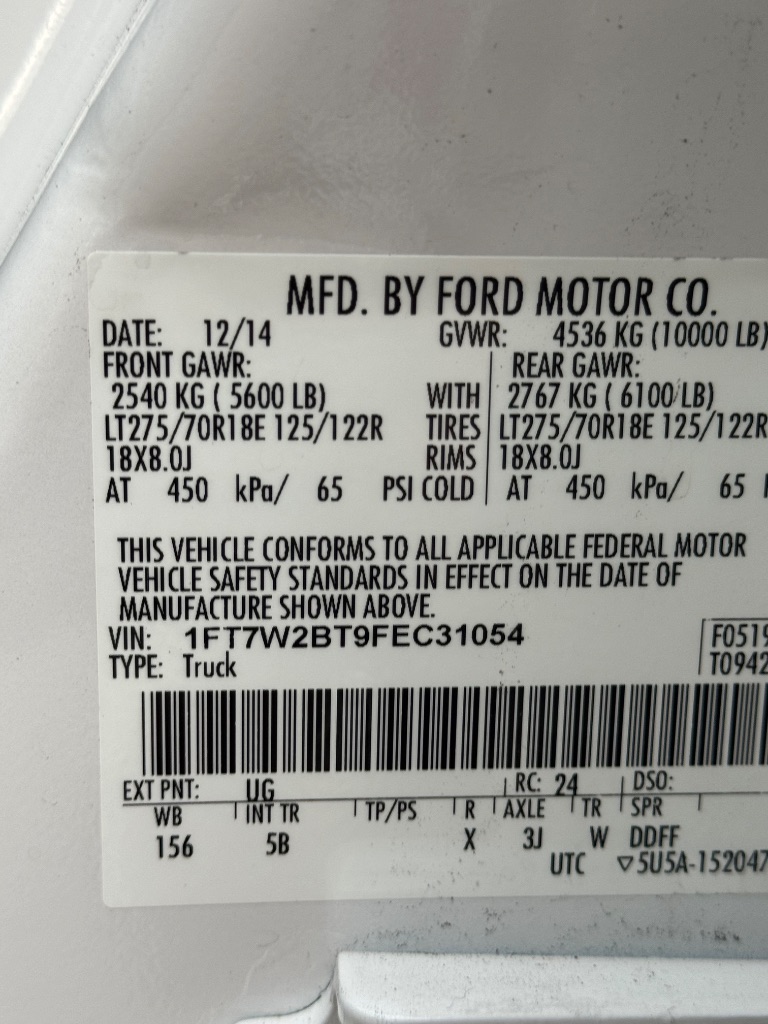 MFD. BY FORD MOTOR CO.
DATE: 12/14 GVWR: 4536 KG (10000 LB)
FRONT GAWR: REAR GAWR:
2540 KG ( 5600 LB) WITH 2767 KG ( 6100 LB)
LT275/70R18E 125/122R TIRES LT275/70R18E 125/122R
18X8.0J RIMS 18X8.0J
AT 450 kPa/ 65 PSI COLD AT 450 kPa/ 65
THIS VEHICLE CONFORMS TO ALL APPLICABLE FEDERAL MOTOR
VEHICLE SAFETY STANDARDS IN EFFECT ON THE DATE OF
MANUFACTURE SHOWN ABOVE.
VIN: 1FT7W2BT9FEC31054 F0519
TYPE: Truck T0942
EXT PNT: UG RC: 24 DSO:
WB INT TR TP/PS R AXLE TR SPR
156 5B X 3J W DDFF
UTC ▽5U5A-152047